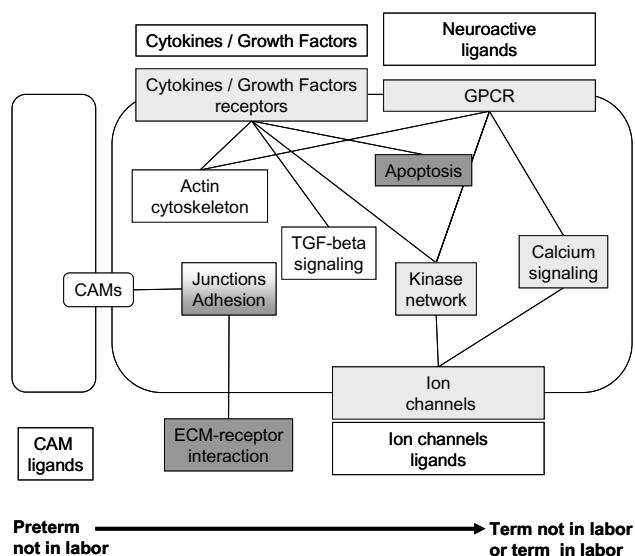 Cytokines / Growth Factors
Neuroactive
ligands
Cytokines / Growth Factors
receptors
GPCR
Apoptosis
Actin
cytoskeleton
TGF-beta
signaling
Calcium
signaling
Kinase
network
CAMs
Junctions
Adhesion
Ion
channels
ECM-receptor
interaction
CAM
ligands
Ion channels
ligands
Preterm
not in labor
Term not in labor
or term in labor